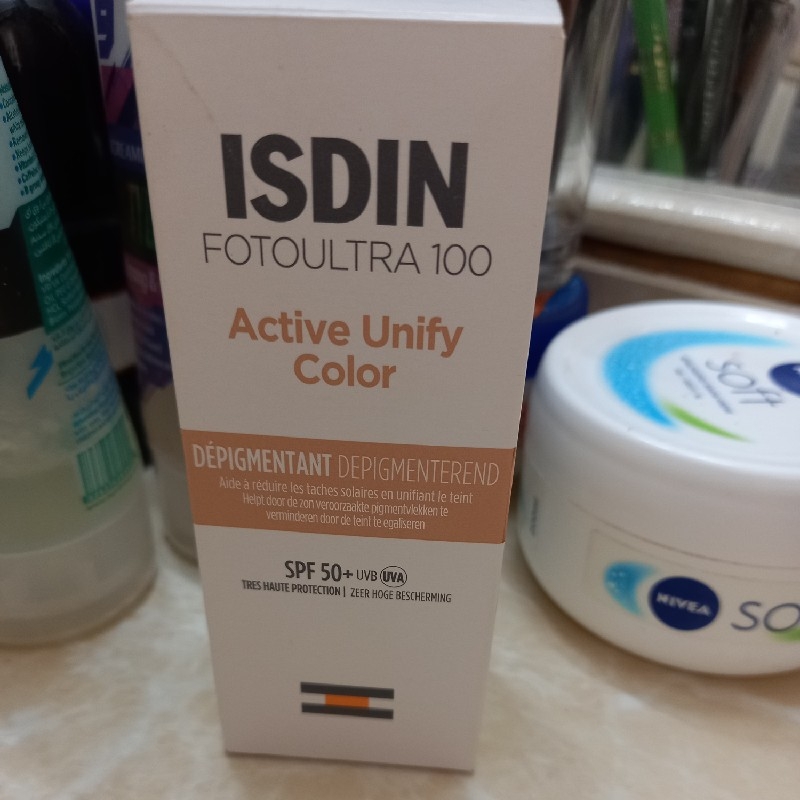 ISDIN
FOTOULTRA 100
Active Unify
Color
DÉPIGMENTANT DEPIGMENTEREND
Aide à réduire les taches solaires en unifiant le teint
Helpt door de zon veroorzaakte pigmentvlekken te
verminderen door de teint te egaliseren
SPF 50+ UVB UVA
TRES HAUTE PROTECTION | ZEER HOGE BESCHERMING
soft
NIVEA SO